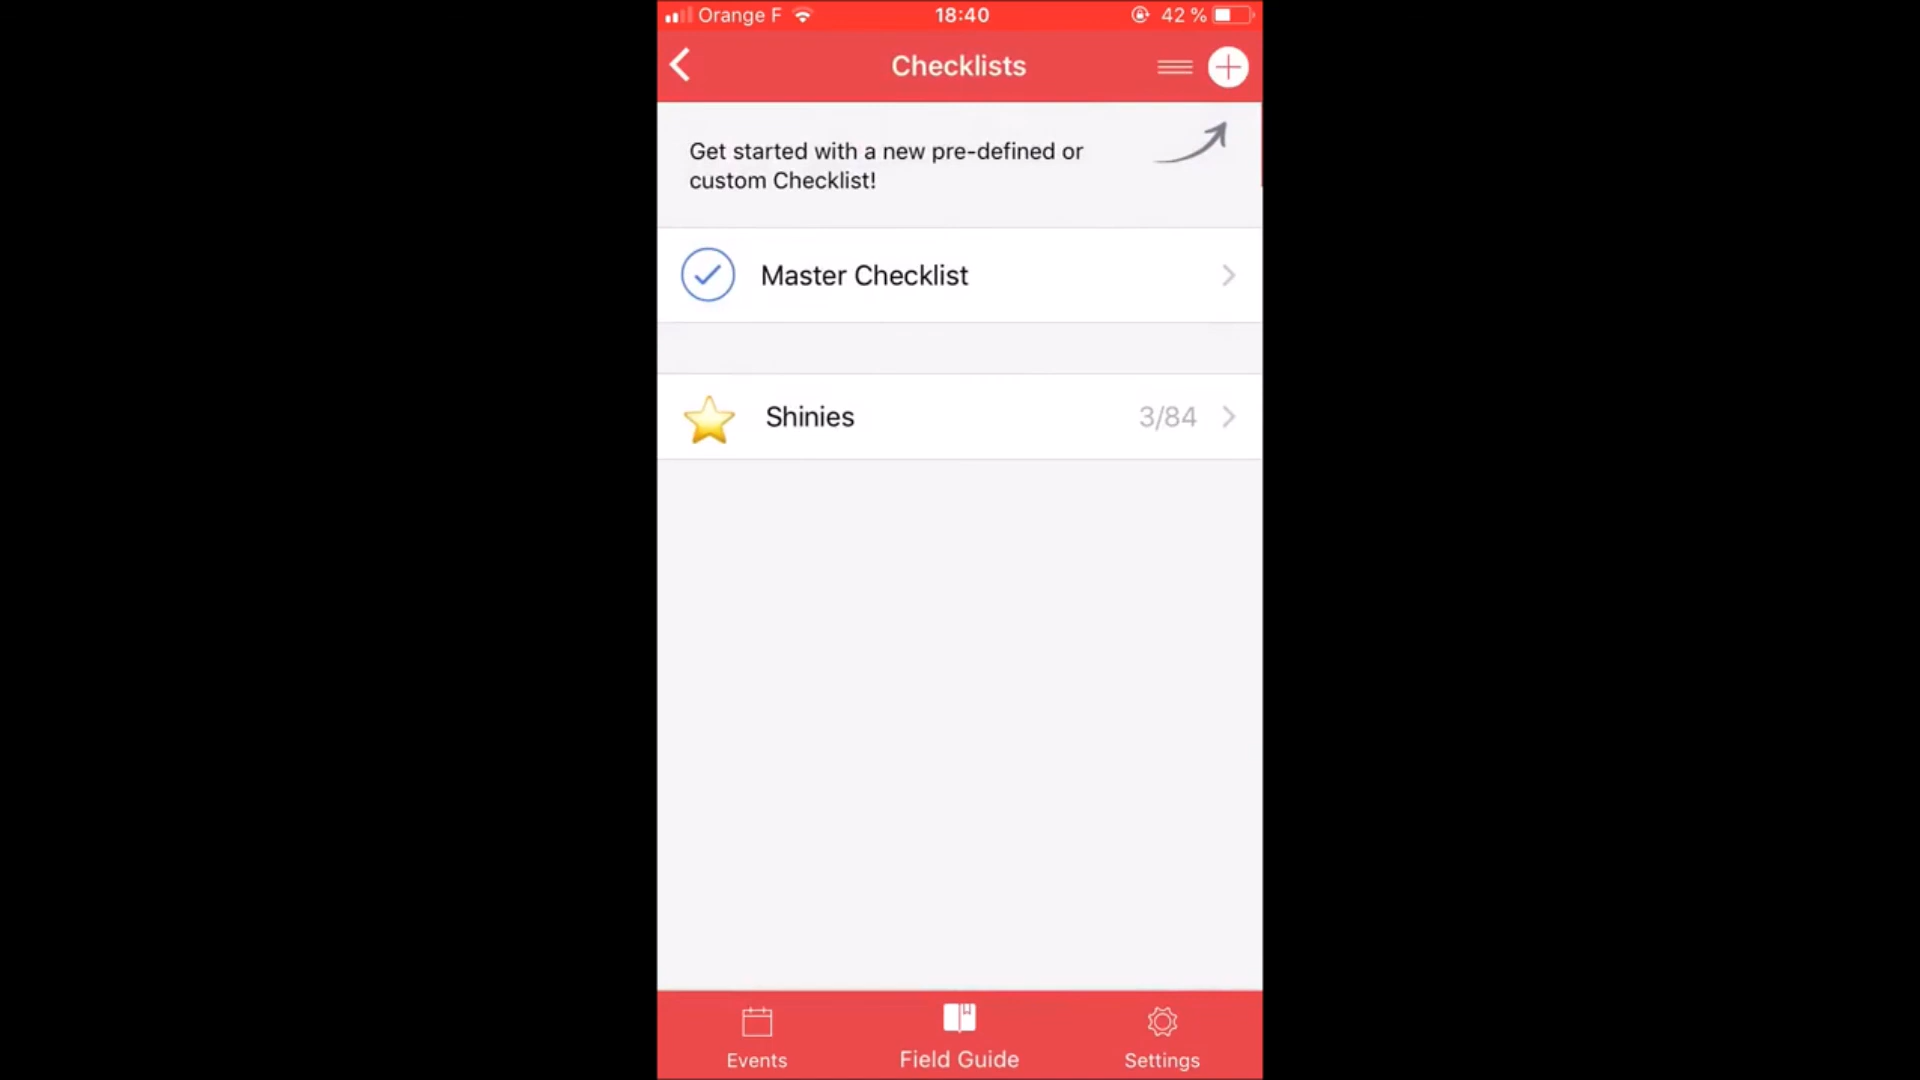 Orange F 18:40 42 %
Checklists
Get started with a new pre-defined or
custom Checklist!
Master Checklist
Shinies 3/84
Events Field Guide Settings